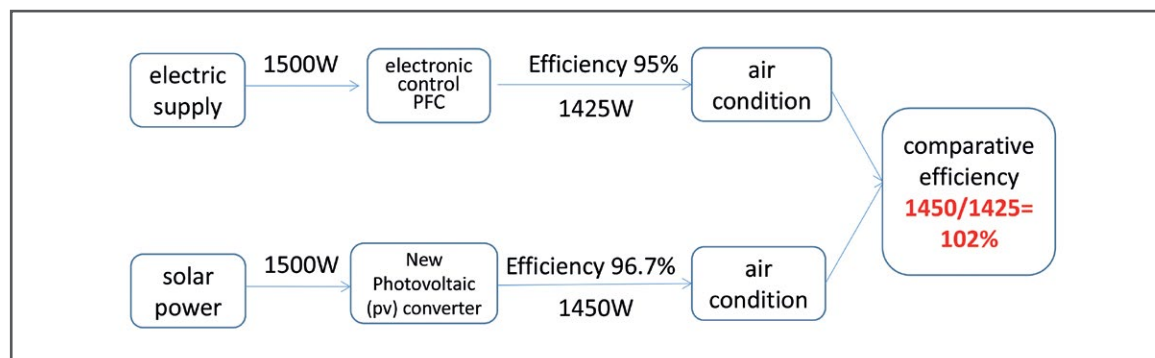 electric
supply
1500W
electronic
control
PFC
Efficiency 95%
1425W
air
condition
solar
power
1500W
New
Photovoltaic
(pv) converter
Efficiency 96.7%
1450W
air
condition
comparative
efficiency
1450/1425=
102%